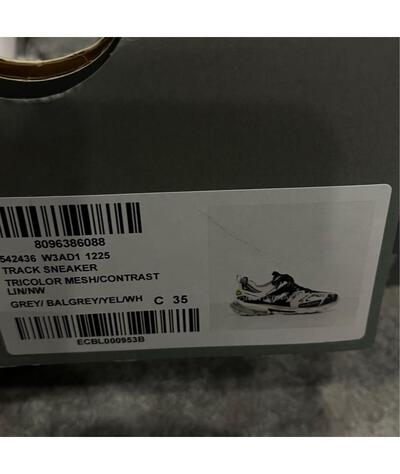 8096386088
542436 W3AD1 1225
TRACK SNEAKER
TRICOLOR MESH/CONTRAST
LIN/NW
GREY/ BALGREY/YEL/WH C 35
ECBL000953B